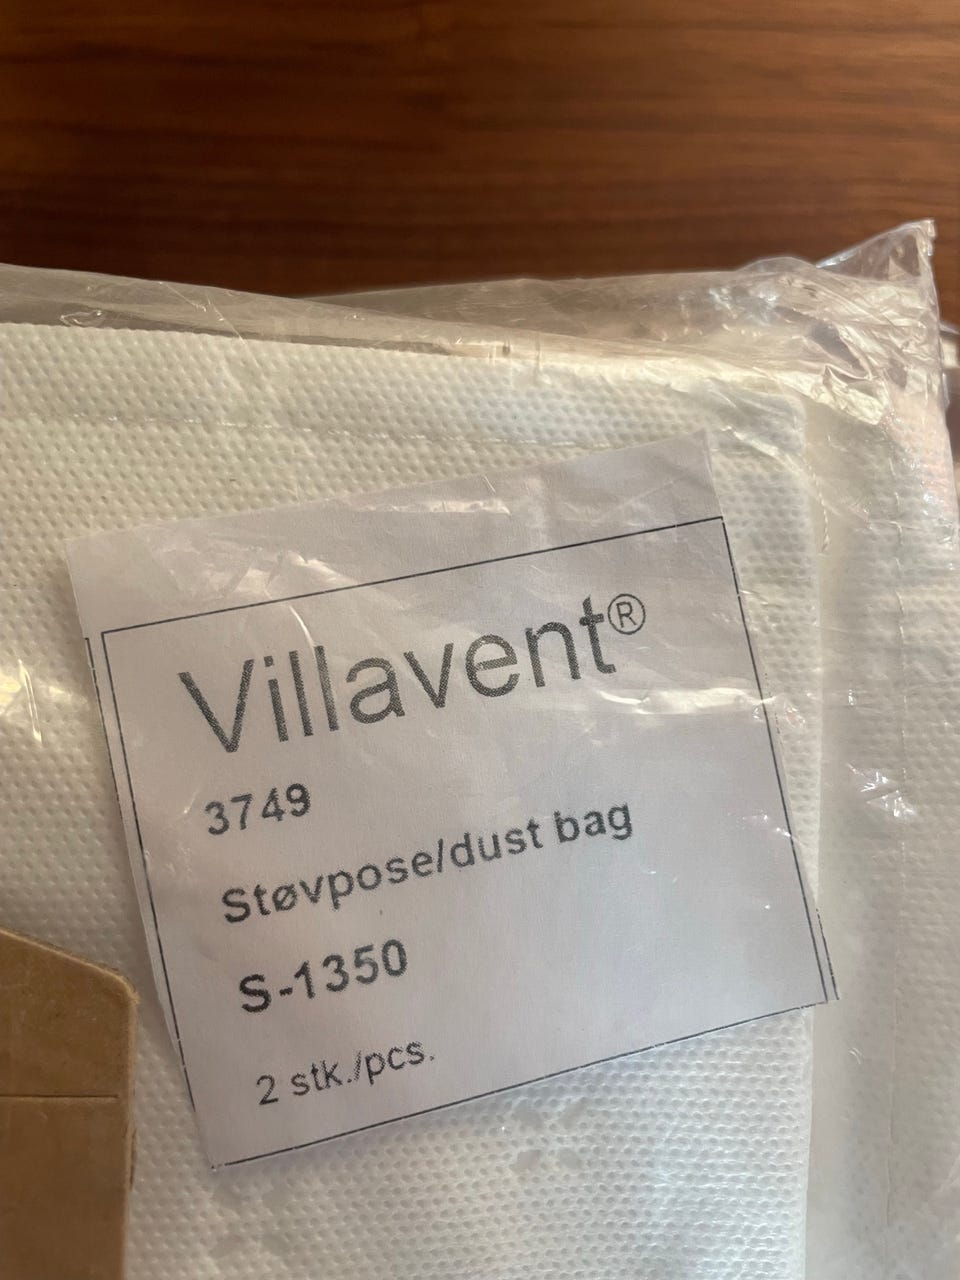 Villavent®
3749
Støvpose/dust bag
S-1350
2 stk./pcs.